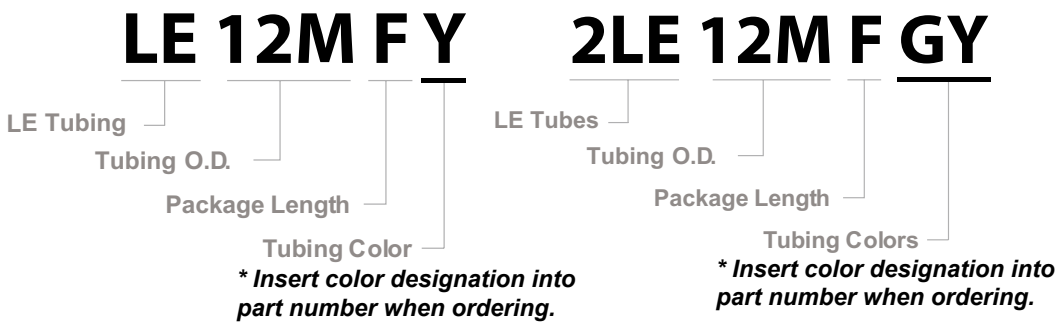 LE 12M F Y
LE Tubing
Tubing O.D.
Package Length
Tubing Color
* Insert color designation into
part number when ordering.
2LE 12M F GY
LE Tubes
Tubing O.D.
Package Length
Tubing Colors
* Insert color designation into
part number when ordering.